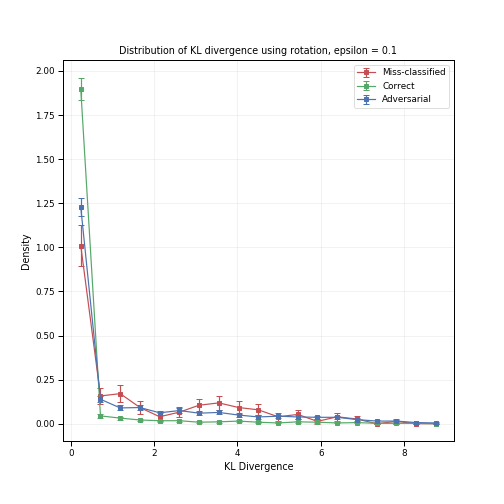 Distribution of KL divergence using rotation, epsilon = 0.1
Miss-classified
Correct
Adversarial
2.00
1.75
1.50
1.25
1.00
0.75
0.50
0.25
0.00
Density
0
2
4
6
8
KL Divergence